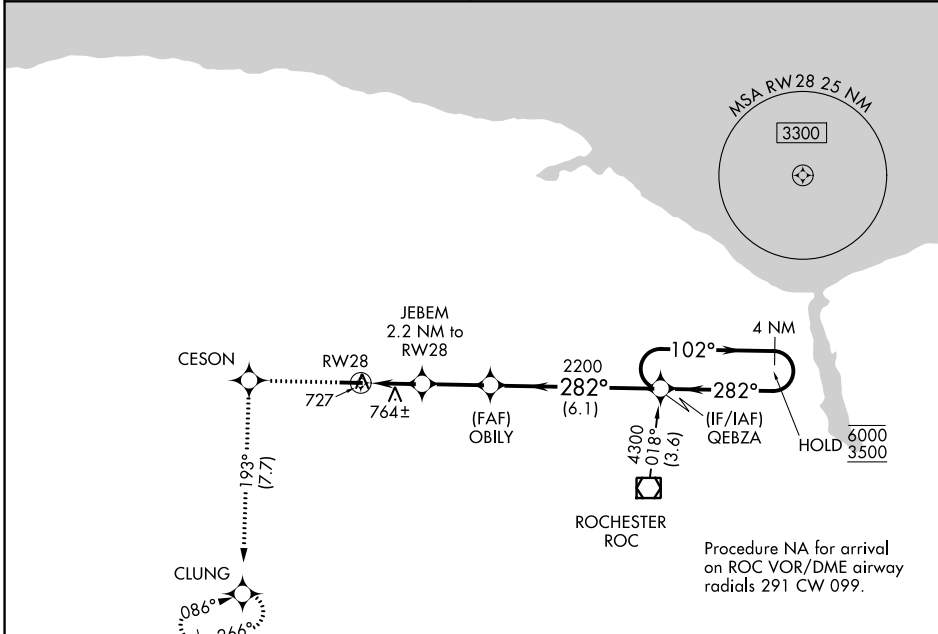 MSA RW28 25 NM
3300
JEBEM
2.2 NM to
RW28
4 NM
CESON
RW28
727
764±
2200
282°
(6.1)
102°
282°
(FAF)
OBILY
(IF/IAF)
QEBZA
HOLD
6000
3500
4300
018°
(3.6)
193°
(7.7)
ROCHESTER
ROC
Procedure NA for arrival
on ROC VOR/DME airway
radials 291 CW 099.
CLUNG
086°
266°